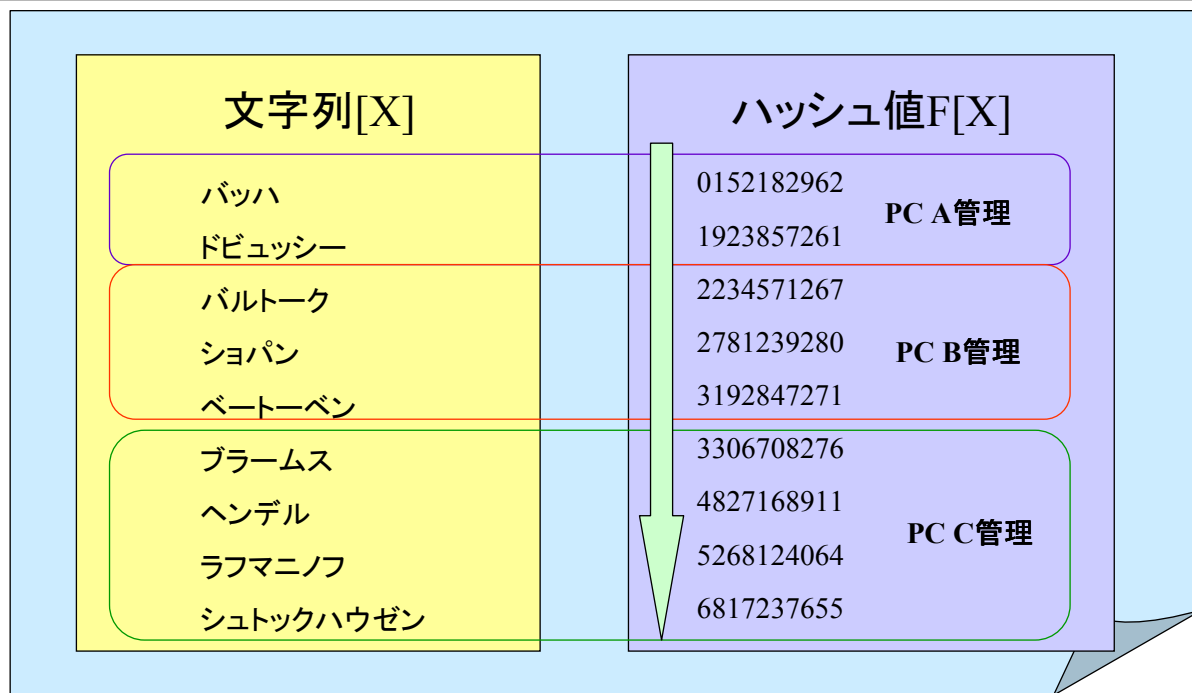 文字列[X]
ハッシュ値F[X]
バッハ
0152182962
PC A管理
ドビュッシー
1923857261
バルトーク
2234571267
ショパン
2781239280
PC B管理
ベートーベン
3192847271
ブラームス
3306708276
ヘンデル
4827168911
PC C管理
ラフマニノフ
5268124064
シュトックハウゼン
6817237655